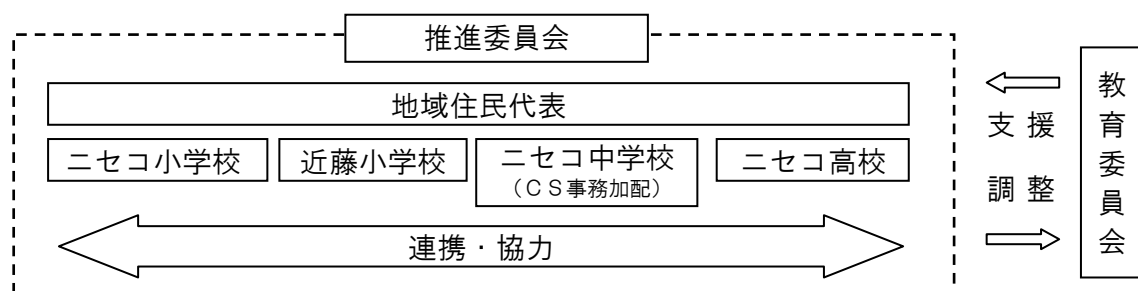 推進委員会
地域住民代表
ニセコ小学校
近藤小学校
ニセコ中学校
（ＣＳ事務加配）
ニセコ高校
連携・協力
支援
調整
教育委員会